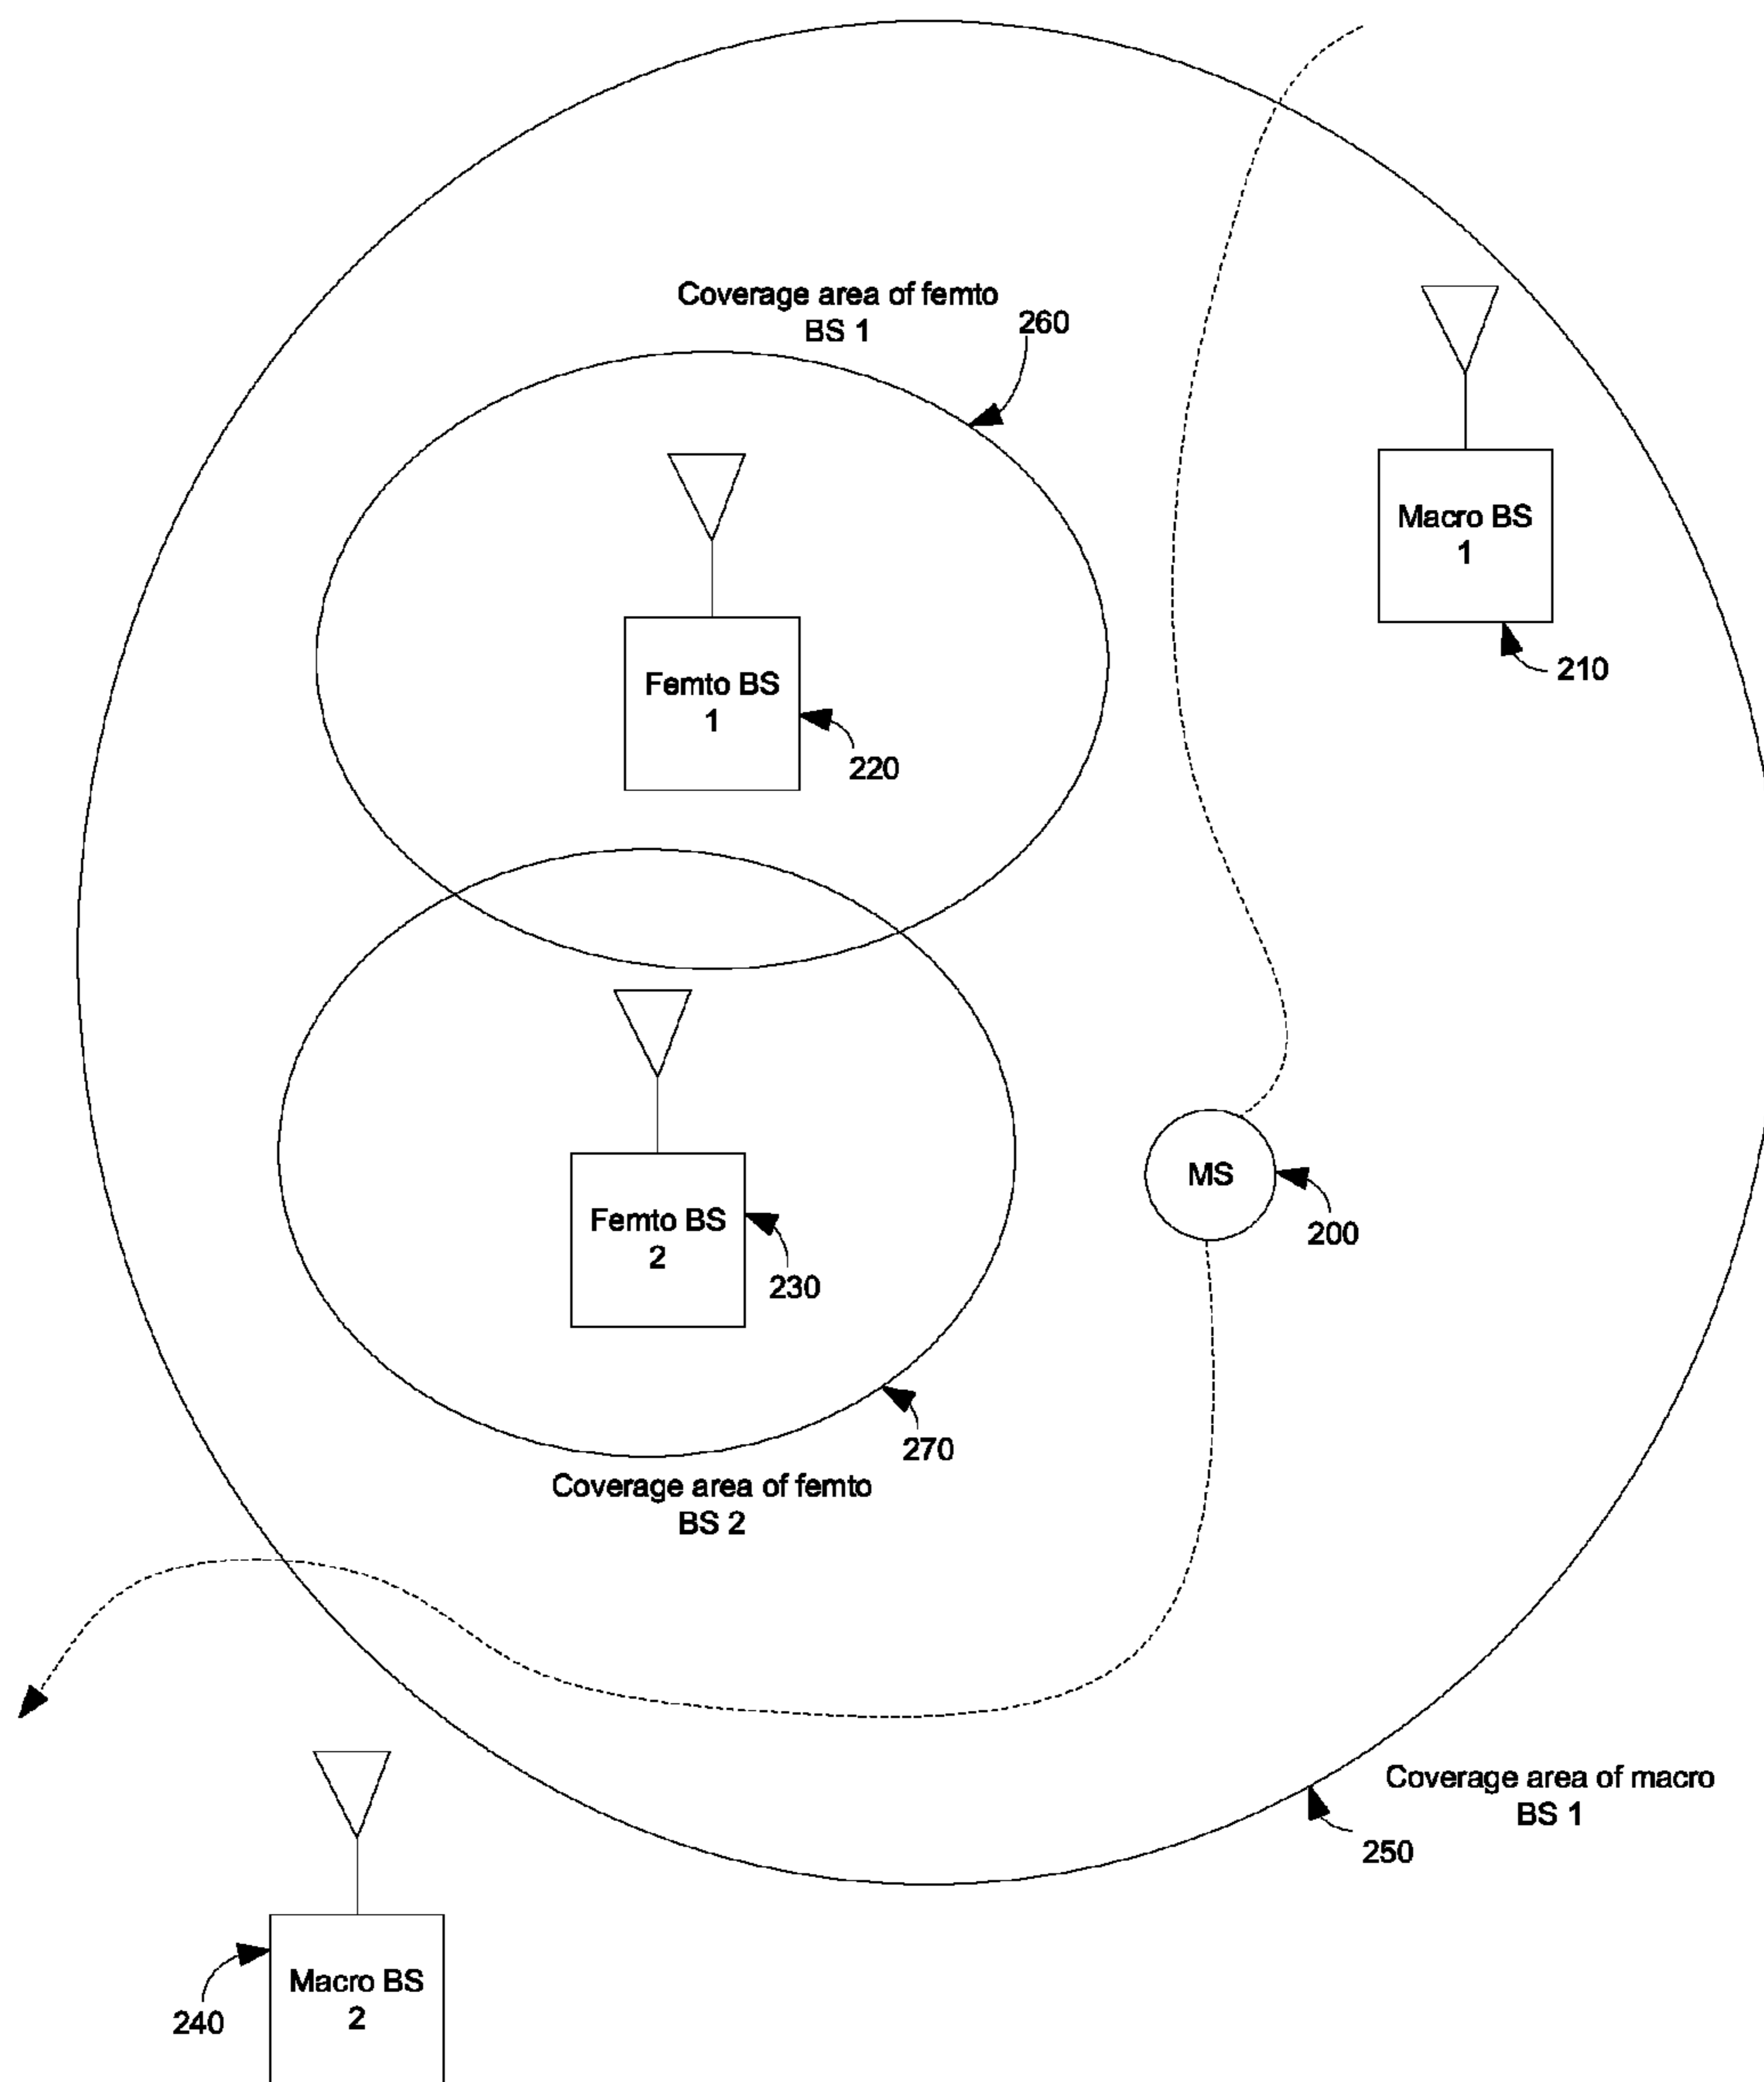 Coverage area of femto
BS 1
260
Macro BS
1
210
Femto BS
1
220
MS
200
Femto BS
2
230
270
Coverage area of femto
BS 2
Coverage area of macro
BS 1
250
Macro BS
2
240